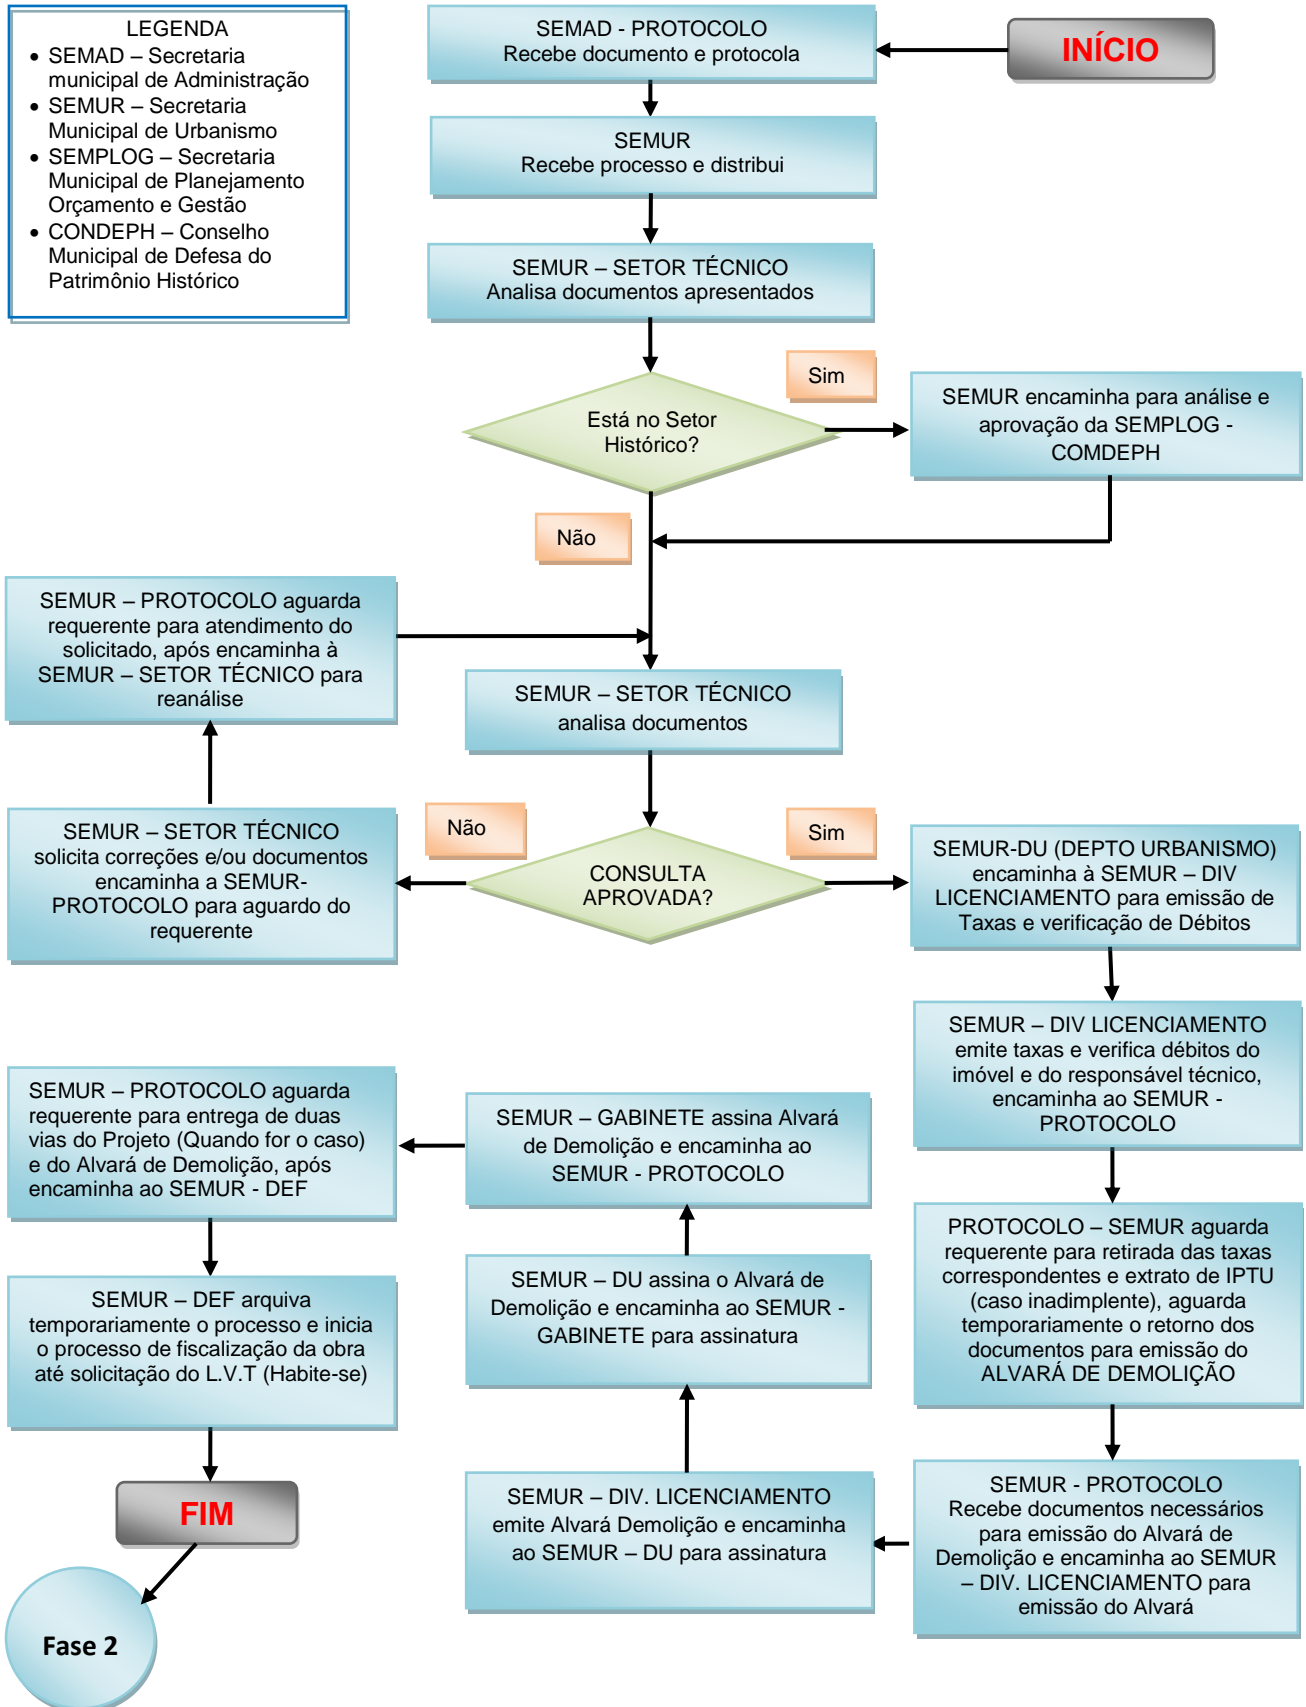 LEGENDA
• SEMAD – Secretaria
municipal de Administração
• SEMUR – Secretaria
Municipal de Urbanismo
• SEMPLOG – Secretaria
Municipal de Planejamento
Orçamento e Gestão
• CONDEPH – Conselho
Municipal de Defesa do
Patrimônio Histórico
INÍCIO
SEMAD - PROTOCOLO
Recebe documento e protocola
SEMUR
Recebe processo e distribui
SEMUR – SETOR TÉCNICO
Analisa documentos apresentados
Está no Setor
Histórico?
Sim
SEMUR encaminha para análise e
aprovação da SEMPLOG -
COMDEPH
Não
SEMUR – PROTOCOLO aguarda
requerente para atendimento do
solicitado, após encaminha à
SEMUR – SETOR TÉCNICO para
reanálise
SEMUR – SETOR TÉCNICO
analisa documentos
SEMUR – SETOR TÉCNICO
solicita correções e/ou documentos
encaminha a SEMUR-
PROTOCOLO para aguardo do
requerente
Não
CONSULTA
APROVADA?
Sim
SEMUR-DU (DEPTO URBANISMO)
encaminha à SEMUR – DIV
LICENCIAMENTO para emissão de
Taxas e verificação de Débitos
SEMUR – DIV LICENCIAMENTO
emite taxas e verifica débitos do
imóvel e do responsável técnico,
encaminha ao SEMUR -
PROTOCOLO
PROTOCOLO – SEMUR aguarda
requerente para retirada das taxas
correspondentes e extrato de IPTU
(caso inadimplente), aguarda
temporariamente o retorno dos
documentos para emissão do
ALVARÁ DE DEMOLIÇÃO
SEMUR - PROTOCOLO
Recebe documentos necessários
para emissão do Alvará de
Demolição e encaminha ao SEMUR
– DIV. LICENCIAMENTO para
emissão do Alvará
SEMUR – DIV. LICENCIAMENTO
emite Alvará Demolição e encaminha
ao SEMUR – DU para assinatura
SEMUR – DU assina o Alvará de
Demolição e encaminha ao SEMUR -
GABINETE para assinatura
SEMUR – GABINETE assina Alvará
de Demolição e encaminha ao
SEMUR - PROTOCOLO
SEMUR – PROTOCOLO aguarda
requerente para entrega de duas
vias do Projeto (Quando for o caso)
e do Alvará de Demolição, após
encaminha ao SEMUR - DEF
SEMUR – DEF arquiva
temporariamente o processo e inicia
o processo de fiscalização da obra
até solicitação do L.V.T (Habite-se)
FIM
Fase 2